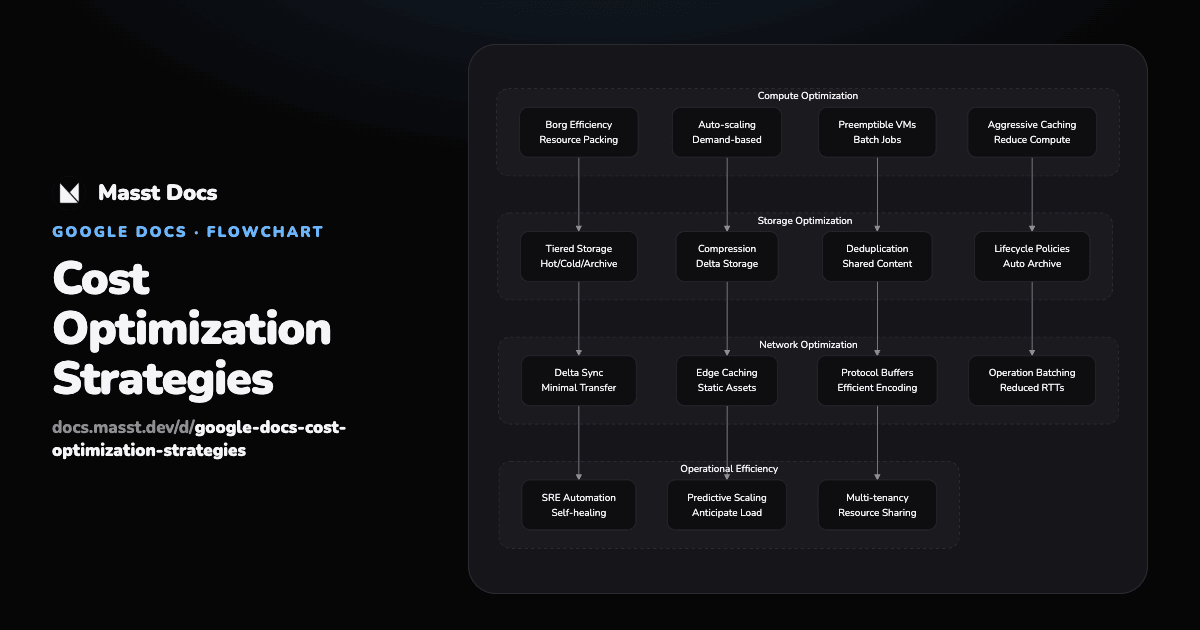 Masst Docs
GOOGLE DOCS · FLOWCHART
Cost
Optimization
Strategies
docs.masst.dev/d/google-docs-cost-
optimization-strategies
Compute Optimization
Borg Efficiency
Resource Packing
Auto-scaling
Demand-based
Preemptible VMs
Batch Jobs
Aggressive Caching
Reduce Compute
Storage Optimization
Tiered Storage
Hot/Cold/Archive
Compression
Delta Storage
Deduplication
Shared Content
Lifecycle Policies
Auto Archive
Network Optimization
Delta Sync
Minimal Transfer
Edge Caching
Static Assets
Protocol Buffers
Efficient Encoding
Operation Batching
Reduced RTTs
Operational Efficiency
SRE Automation
Self-healing
Predictive Scaling
Anticipate Load
Multi-tenancy
Resource Sharing